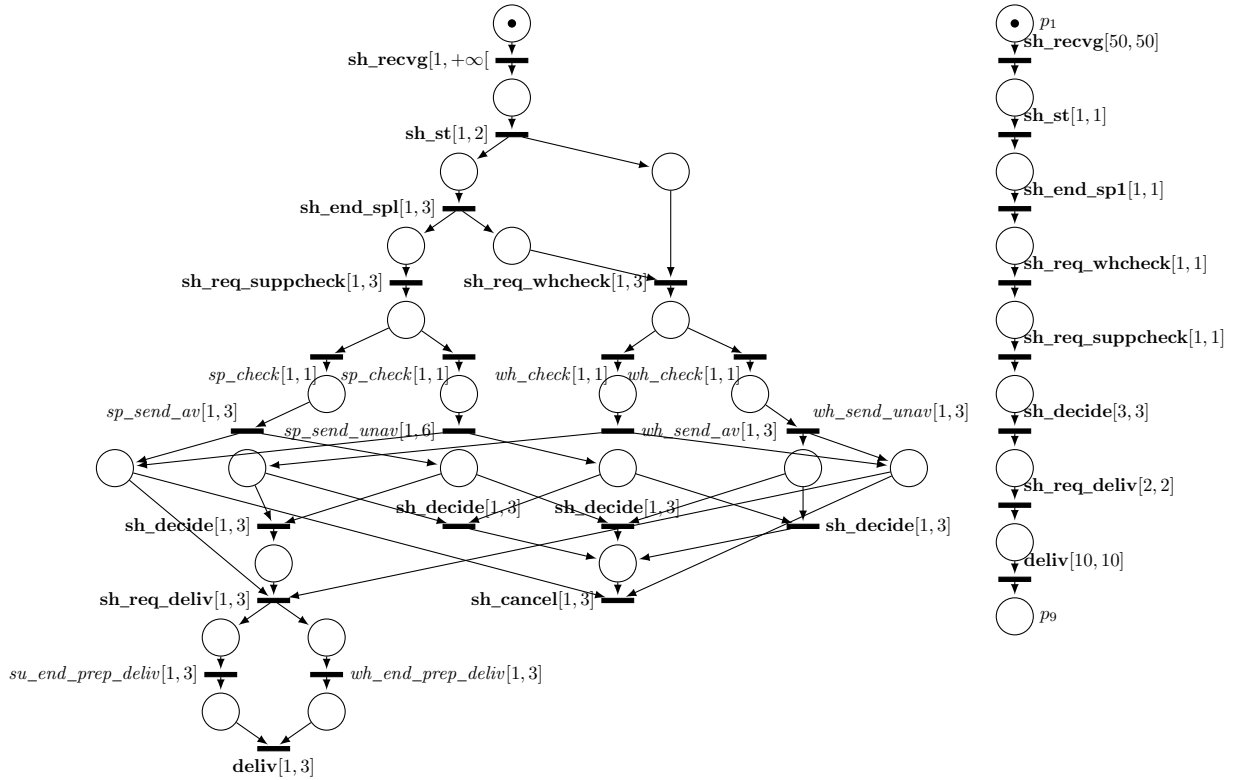 p₁
sh_recvg[1, +∞[
sh_recvg[50, 50]
sh_st[1, 2]
sh_st[1, 1]
sh_end_spl[1, 3]
sh_end_sp1[1, 1]
sh_req_suppcheck[1, 3]
sh_req_whcheck[1, 3]
sh_req_whcheck[1, 1]
sh_req_suppcheck[1, 1]
sp_check[1, 1]
sp_check[1, 1]
wh_check[1, 1]
wh_check[1, 1]
sp_send_av[1, 3]
wh_send_unav[1, 3]
sh_decide[3, 3]
sp_send_unav[1, 6]
wh_send_av[1, 3]
sh_req_deliv[2, 2]
sh_decide[1, 3]
sh_decide[1, 3]
sh_decide[1, 3]
sh_decide[1, 3]
deliv[10, 10]
sh_req_deliv[1, 3]
sh_cancel[1, 3]
p₉
su_end_prep_deliv[1, 3]
wh_end_prep_deliv[1, 3]
deliv[1, 3]